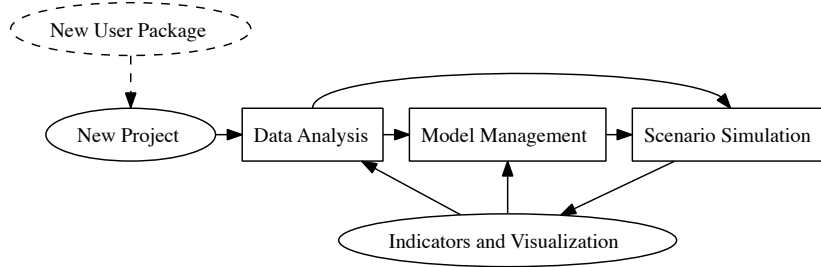 New User Package
New Project
Data Analysis
Model Management
Scenario Simulation
Indicators and Visualization